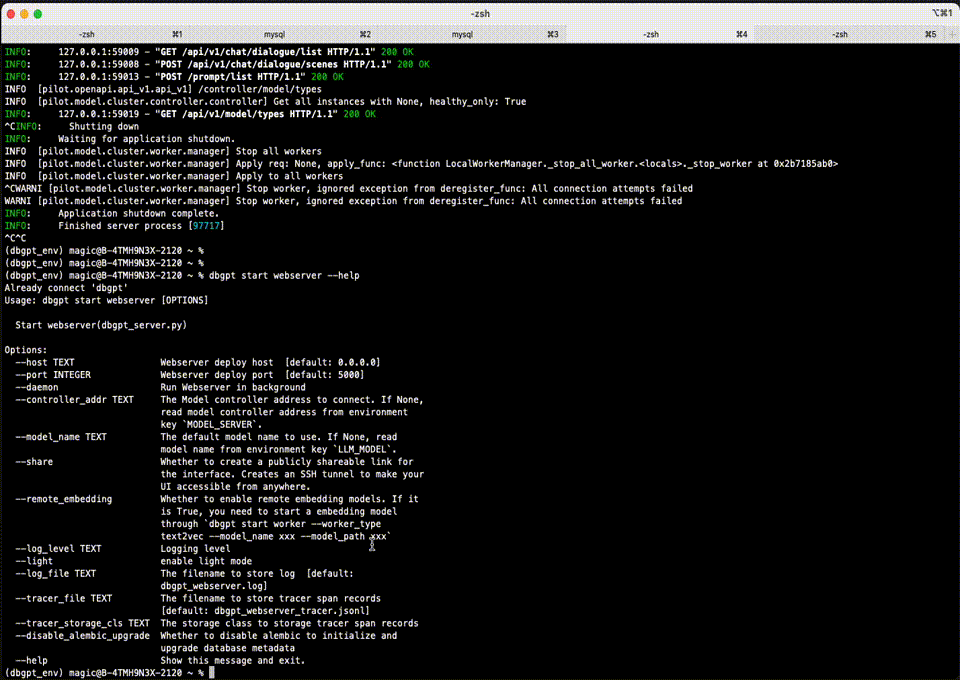 -zsh
⌥⌘1
-zsh ⌘1 mysql ⌘2 mysql ⌘3 -zsh ⌘4 -zsh ⌘5 +
INFO: 127.0.0.1:59009 - "GET /api/v1/chat/dialogue/list HTTP/1.1" 200 OK
INFO: 127.0.0.1:59008 - "POST /api/v1/chat/dialogue/scenes HTTP/1.1" 200 OK
INFO: 127.0.0.1:59013 - "POST /prompt/list HTTP/1.1" 200 OK
INFO [pilot.openapi.api_v1.api_v1] /controller/model/types
INFO [pilot.model.cluster.controller.controller] Get all instances with None, healthy_only: True
INFO: 127.0.0.1:59019 - "GET /api/v1/model/types HTTP/1.1" 200 OK
^CINFO: Shutting down
INFO: Waiting for application shutdown.
INFO [pilot.model.cluster.worker.manager] Stop all workers
INFO [pilot.model.cluster.worker.manager] Apply req: None, apply_func: <function LocalWorkerManager._stop_all_worker.<locals>._stop_worker at 0x2b7185ab0>
INFO [pilot.model.cluster.worker.manager] Apply to all workers
^CWARNI [pilot.model.cluster.worker.manager] Stop worker, ignored exception from deregister_func: All connection attempts failed
WARNI [pilot.model.cluster.worker.manager] Stop worker, ignored exception from deregister_func: All connection attempts failed
INFO: Application shutdown complete.
INFO: Finished server process [97717]
^C^C
(dbgpt_env) magic@B-4TMH9N3X-2120 ~ %
(dbgpt_env) magic@B-4TMH9N3X-2120 ~ %
(dbgpt_env) magic@B-4TMH9N3X-2120 ~ % dbgpt start webserver --help
Already connect 'dbgpt'
Usage: dbgpt start webserver [OPTIONS]
Start webserver(dbgpt_server.py)
Options:
--host TEXT Webserver deploy host [default: 0.0.0.0]
--port INTEGER Webserver deploy port [default: 5000]
--daemon Run Webserver in background
--controller_addr TEXT The Model controller address to connect. If None,
read model controller address from environment
key `MODEL_SERVER`.
--model_name TEXT The default model name to use. If None, read
model name from environment key `LLM_MODEL`.
--share Whether to create a publicly shareable link for
the interface. Creates an SSH tunnel to make your
UI accessible from anywhere.
--remote_embedding Whether to enable remote embedding models. If it
is True, you need to start a embedding model
through `dbgpt start worker --worker_type
text2vec --model_name xxx --model_path xxx`
--log_level TEXT Logging level
--light enable light mode
--log_file TEXT The filename to store log [default:
dbgpt_webserver.log]
--tracer_file TEXT The filename to store tracer span records
[default: dbgpt_webserver_tracer.jsonl]
--tracer_storage_cls TEXT The storage class to storage tracer span records
--disable_alembic_upgrade Whether to disable alembic to initialize and
upgrade database metadata
--help Show this message and exit.
(dbgpt_env) magic@B-4TMH9N3X-2120 ~ %